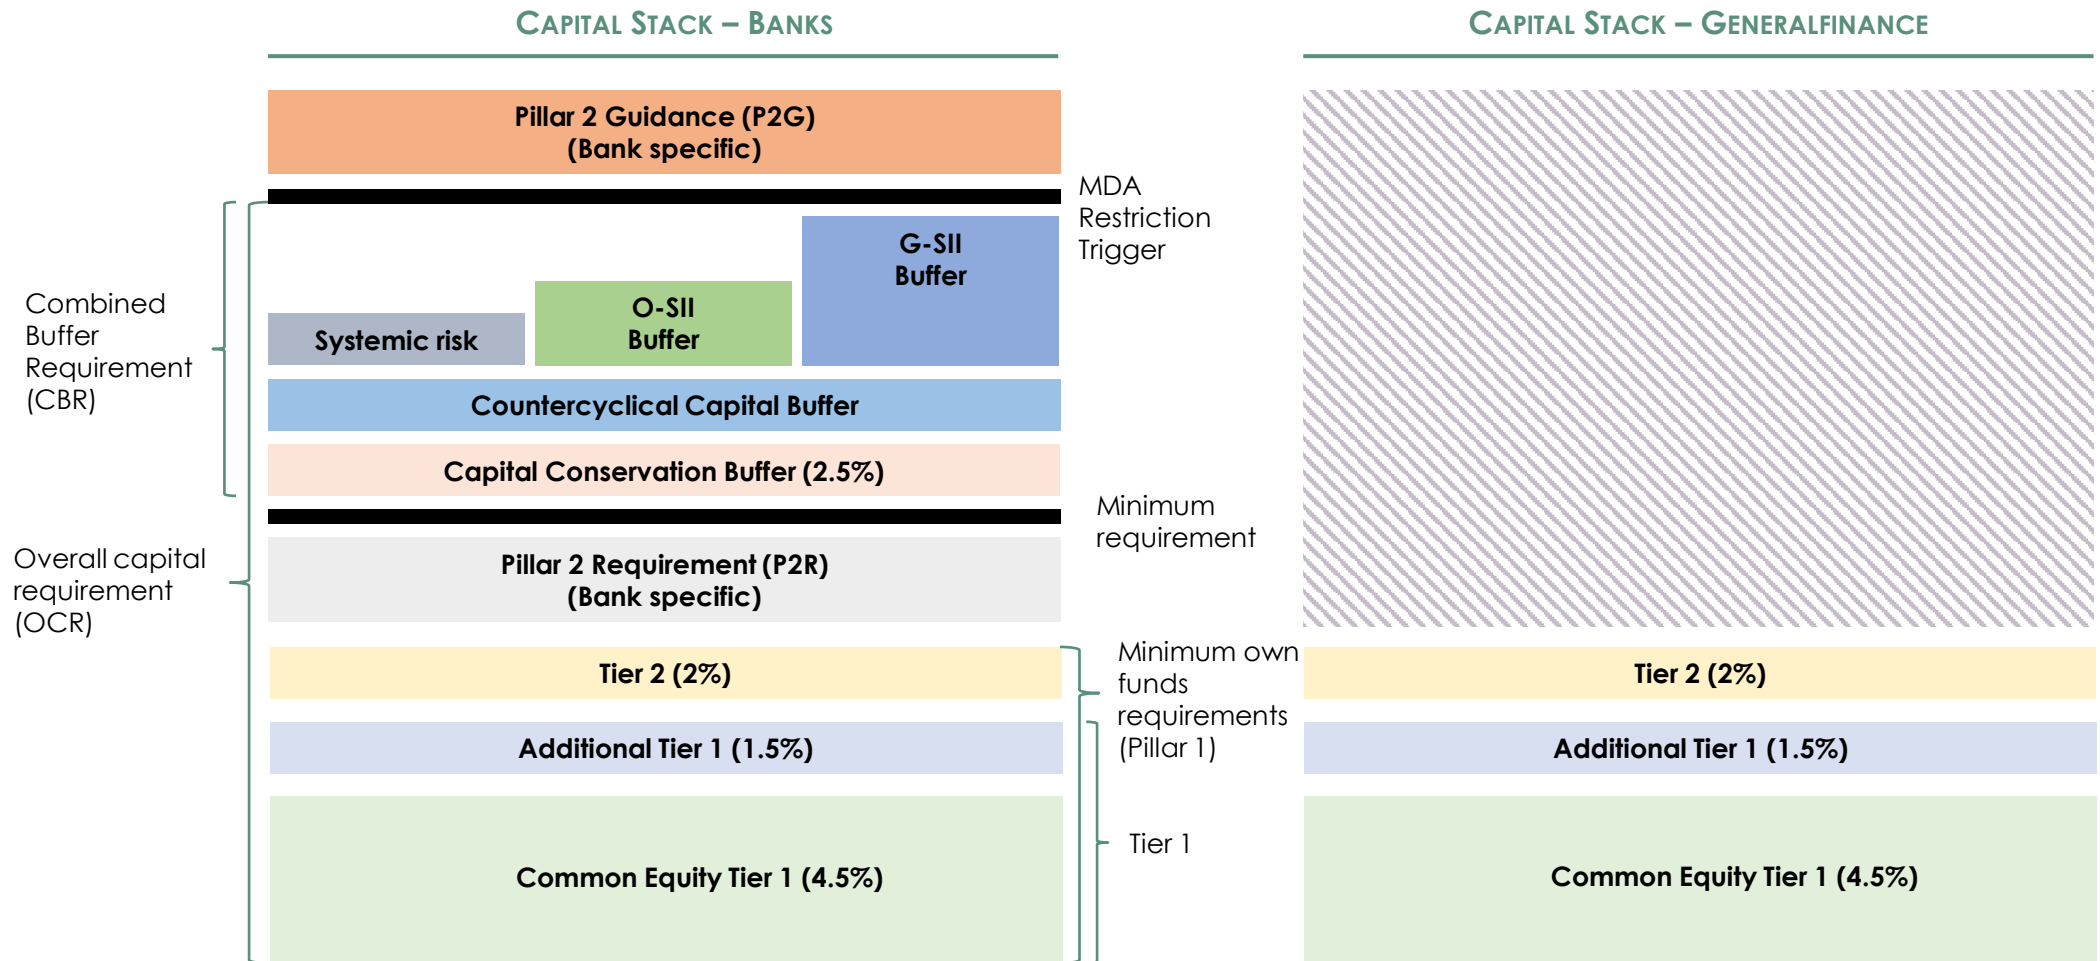 CAPITAL STACK – BANKS
CAPITAL STACK – GENERALFINANCE
Pillar 2 Guidance (P2G)
(Bank specific)
MDA
Restriction
Trigger
G-SII
Buffer
O-SII
Buffer
Systemic risk
Combined
Buffer
Requirement
(CBR)
Countercyclical Capital Buffer
Capital Conservation Buffer (2.5%)
Minimum
requirement
Overall capital
requirement
(OCR)
Pillar 2 Requirement (P2R)
(Bank specific)
Minimum own
funds
requirements
(Pillar 1)
Tier 2 (2%)
Tier 2 (2%)
Additional Tier 1 (1.5%)
Additional Tier 1 (1.5%)
Tier 1
Common Equity Tier 1 (4.5%)
Common Equity Tier 1 (4.5%)